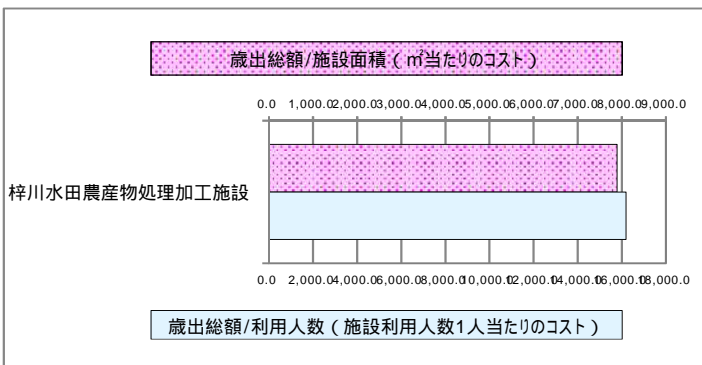 歳出総額/施設面積（㎡当たりのコスト）
0.0 1,000.0 2,000.0 3,000.0 4,000.0 5,000.0 6,000.0 7,000.0 8,000.0 9,000.0
梓川水田農産物処理加工施設
0.0 2,000.0 4,000.0 6,000.0 8,000.0 10,000.0 12,000.0 14,000.0 16,000.0 18,000.0
歳出総額/利用人数（施設利用人数1人当たりのコスト）